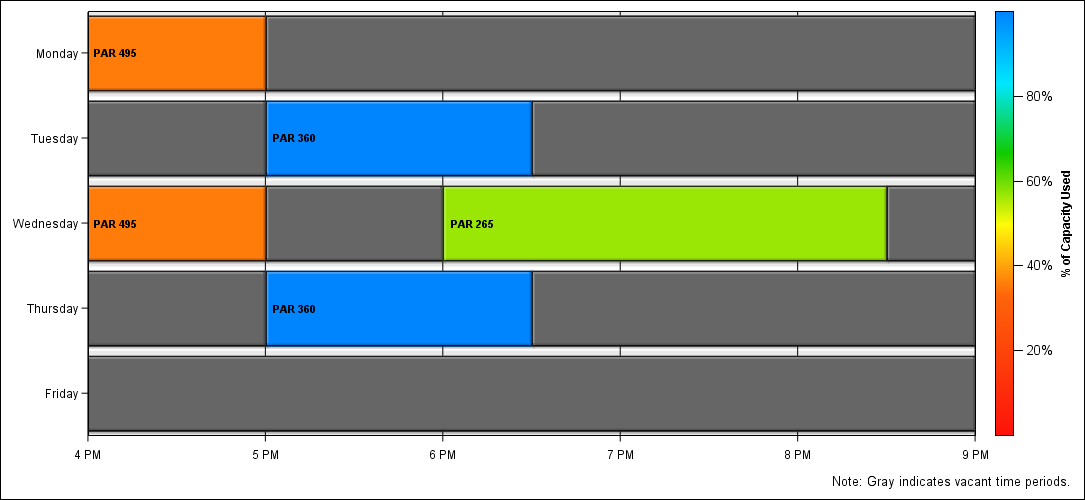 Monday
PAR 495
Tuesday
PAR 360
Wednesday
PAR 495
PAR 265
Thursday
PAR 360
Friday
4 PM
5 PM
6 PM
7 PM
8 PM
9 PM
80%
60%
40%
20%
% of Capacity Used
Note: Gray indicates vacant time periods.